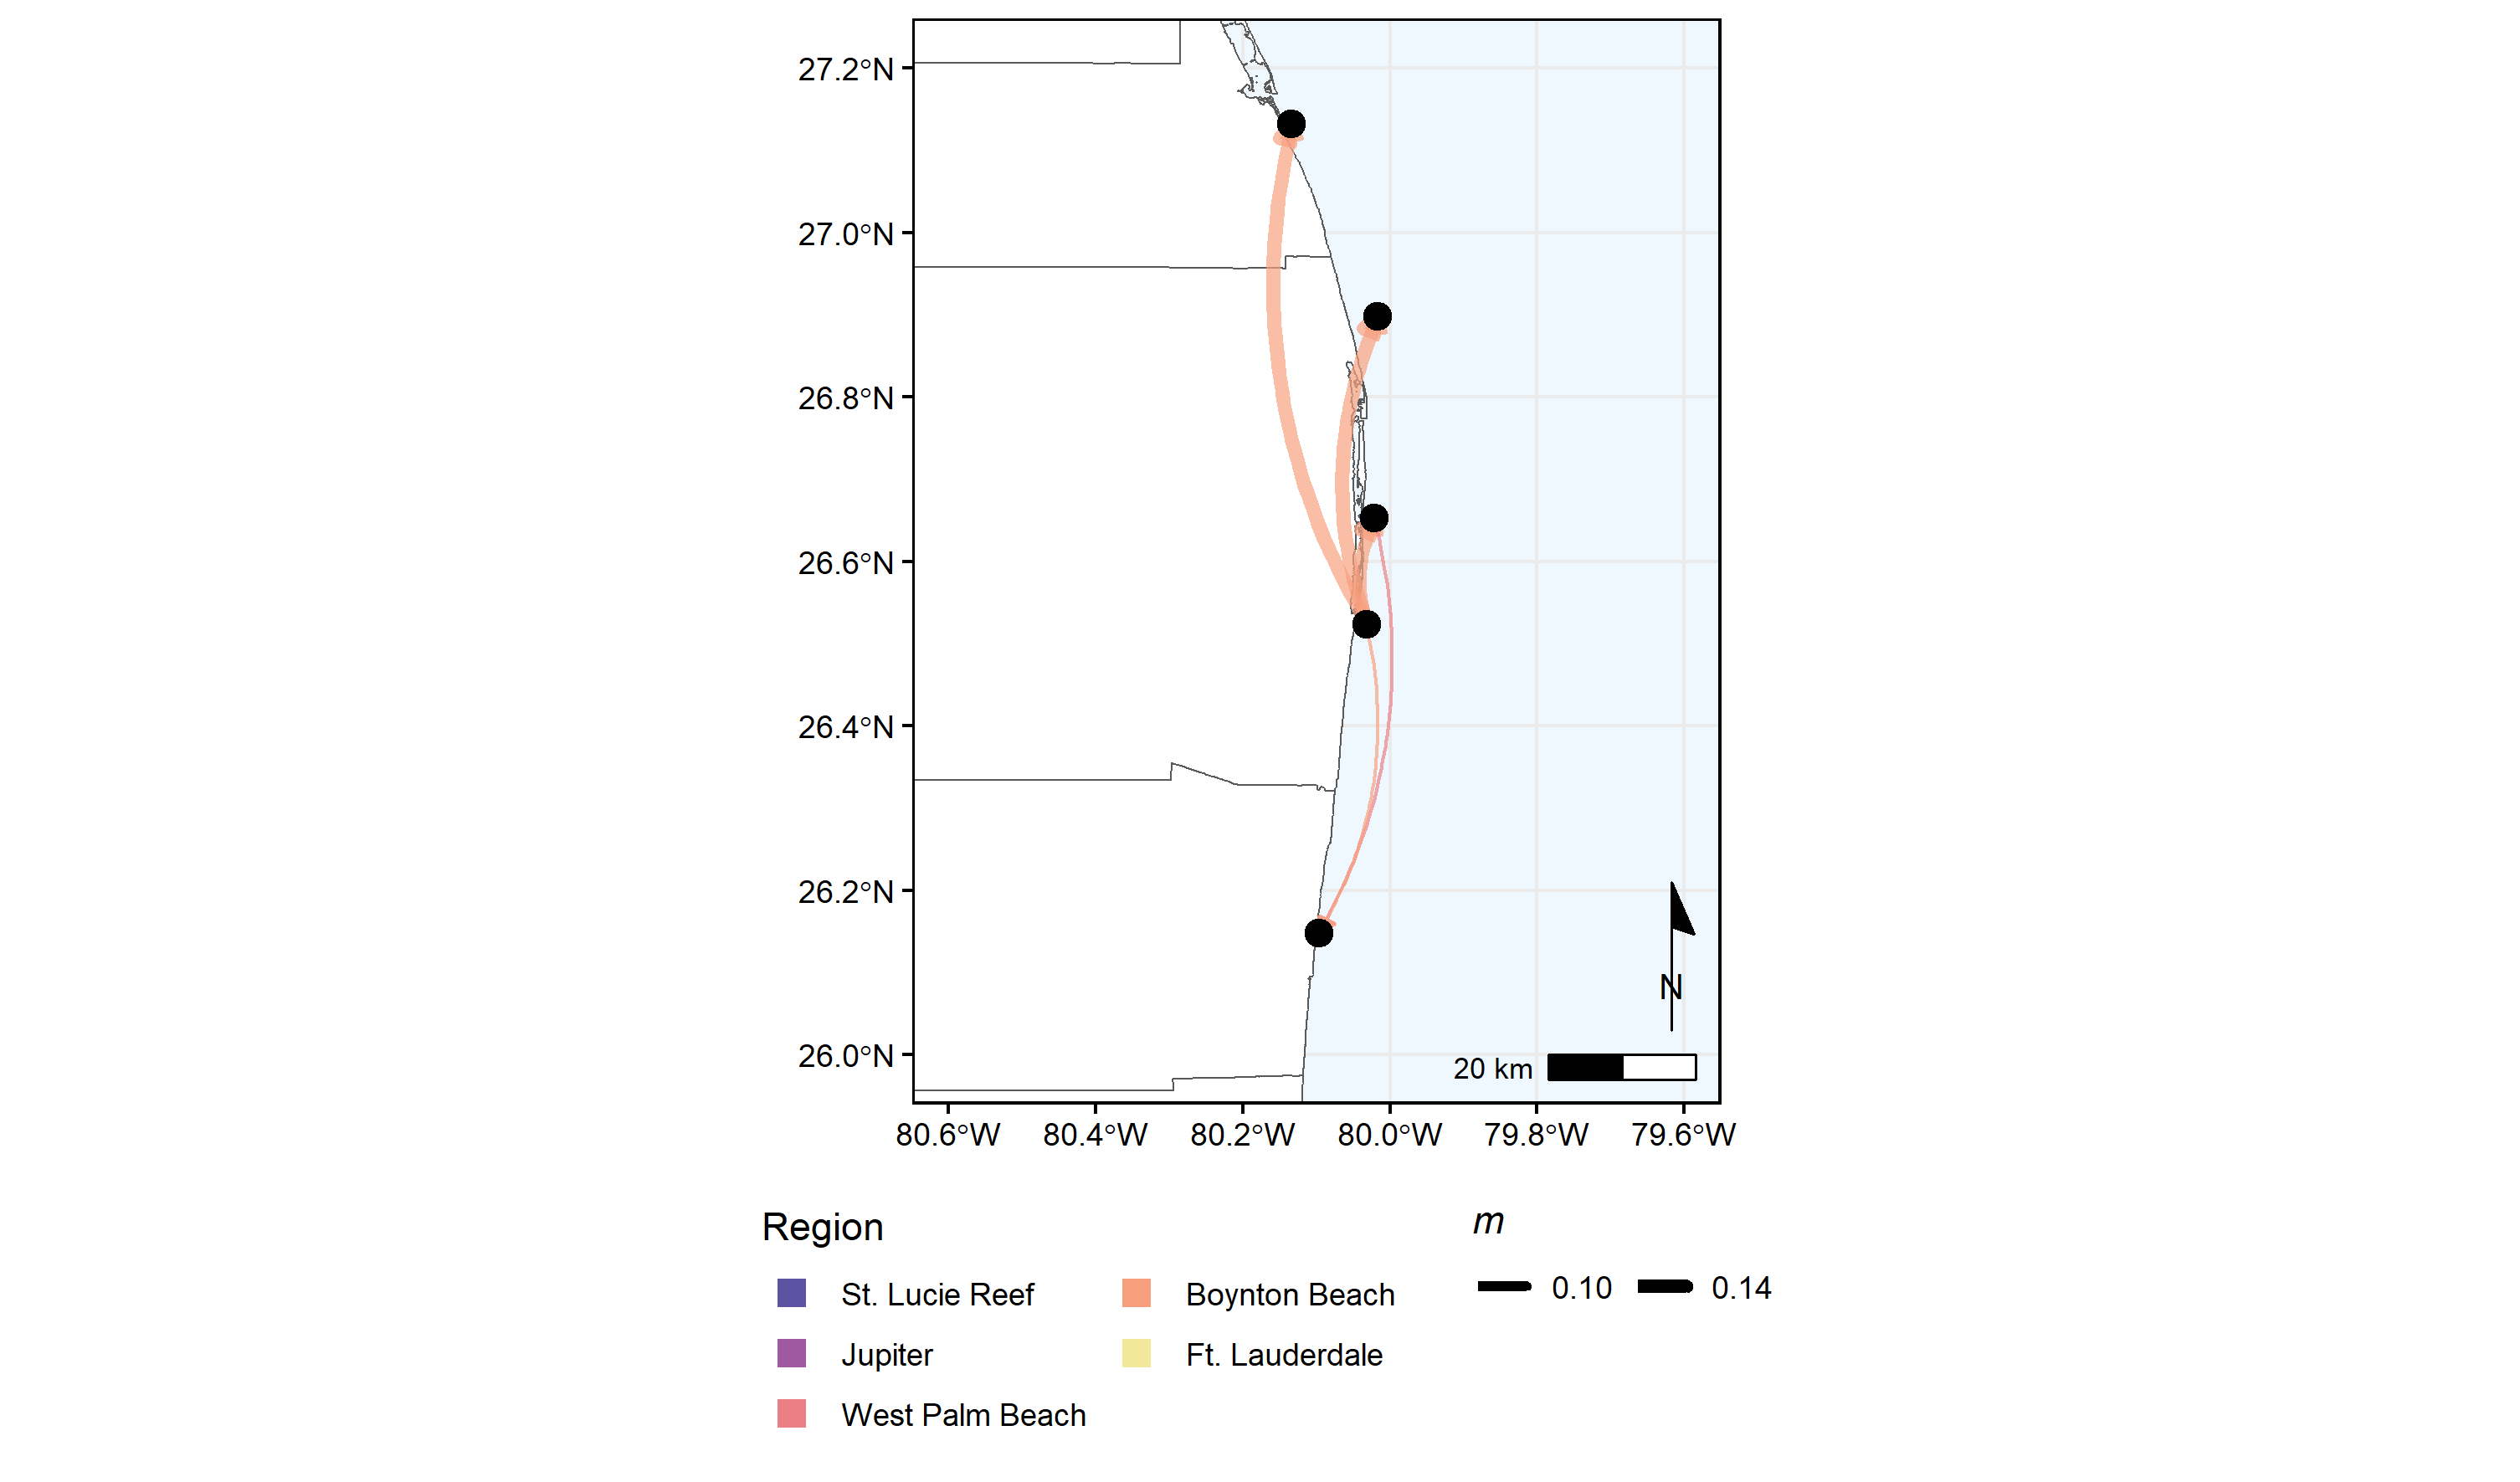 27.2°N
27.0°N
26.8°N
26.6°N
26.4°N
26.2°N
26.0°N
N
20 km
80.6°W 80.4°W 80.2°W 80.0°W 79.8°W 79.6°W
Region
St. Lucie Reef
Jupiter
West Palm Beach
Boynton Beach
Ft. Lauderdale
m
0.10 0.14